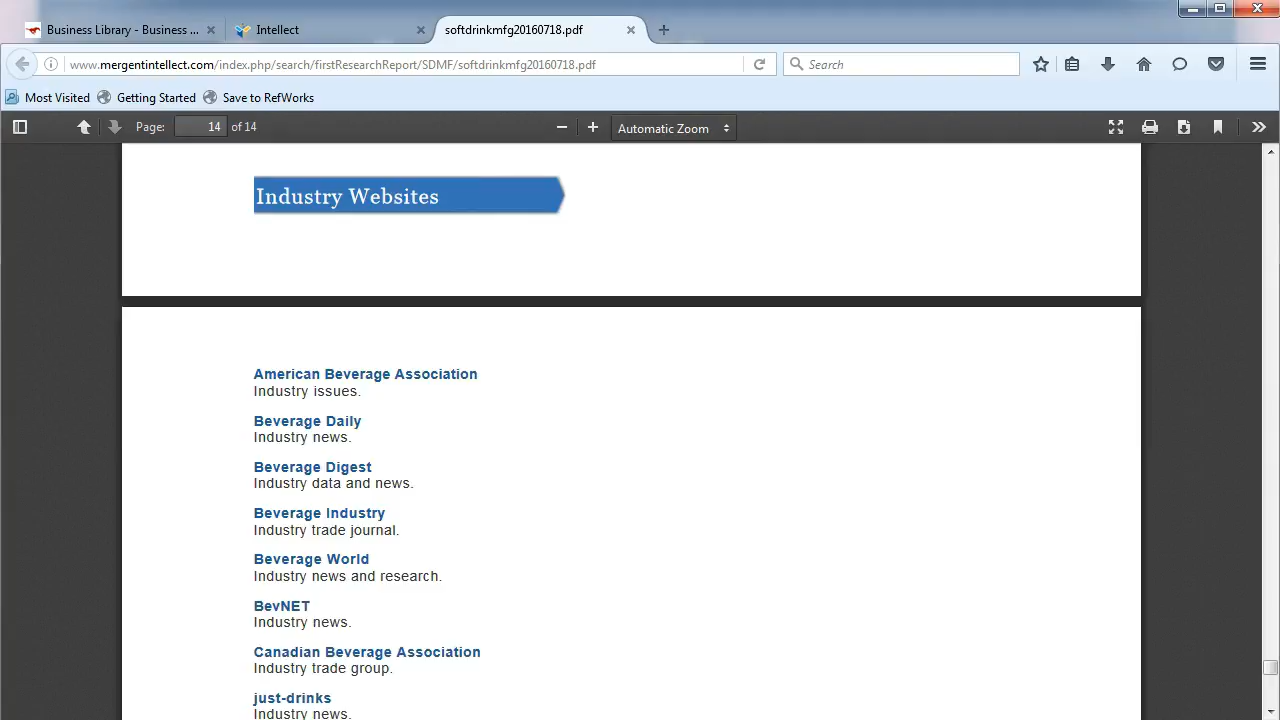 Business Library - Business ...
Intellect
softdrinkmfg20160718.pdf
www.mergentintellect.com/index.php/search/firstResearchReport/SDMF/softdrinkmfg20160718.pdf
Search
Most Visited
Getting Started
Save to RefWorks
Page: 14 of 14
Automatic Zoom
Industry Websites
American Beverage Association
Industry issues.
Beverage Daily
Industry news.
Beverage Digest
Industry data and news.
Beverage Industry
Industry trade journal.
Beverage World
Industry news and research.
BevNET
Industry news.
Canadian Beverage Association
Industry trade group.
just-drinks
Industry news.